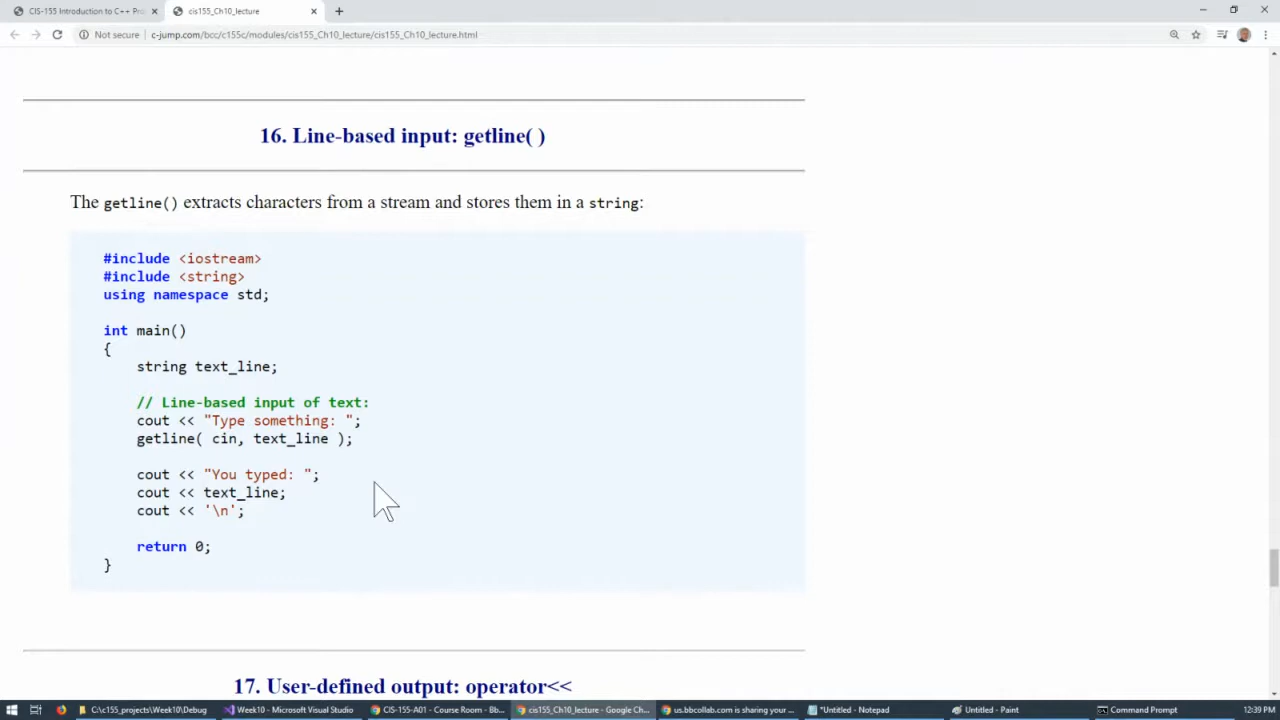 CIS-155 Introduction to C++ Pro
cis155_Ch10_lecture
Not secure | c-jump.com/bcc/c155c/modules/cis155_Ch10_lecture/cis155_Ch10_lecture.html
16. Line-based input: getline( )
The getline() extracts characters from a stream and stores them in a string:
#include <iostream>
#include <string>
using namespace std;
int main()
{
string text_line;
// Line-based input of text:
cout << "Type something: ";
getline( cin, text_line );
cout << "You typed: ";
cout << text_line;
cout << '\n';
return 0;
}
17. User-defined output: operator<<
C:\c155_projects\Week10\Debug
Week10 - Microsoft Visual Studio
CIS-155-A01 - Course Room - Bb...
cis155_Ch10_lecture - Google Ch...
us.bbcollab.com is sharing your ...
*Untitled - Notepad
Untitled - Paint
Command Prompt
12:39 PM